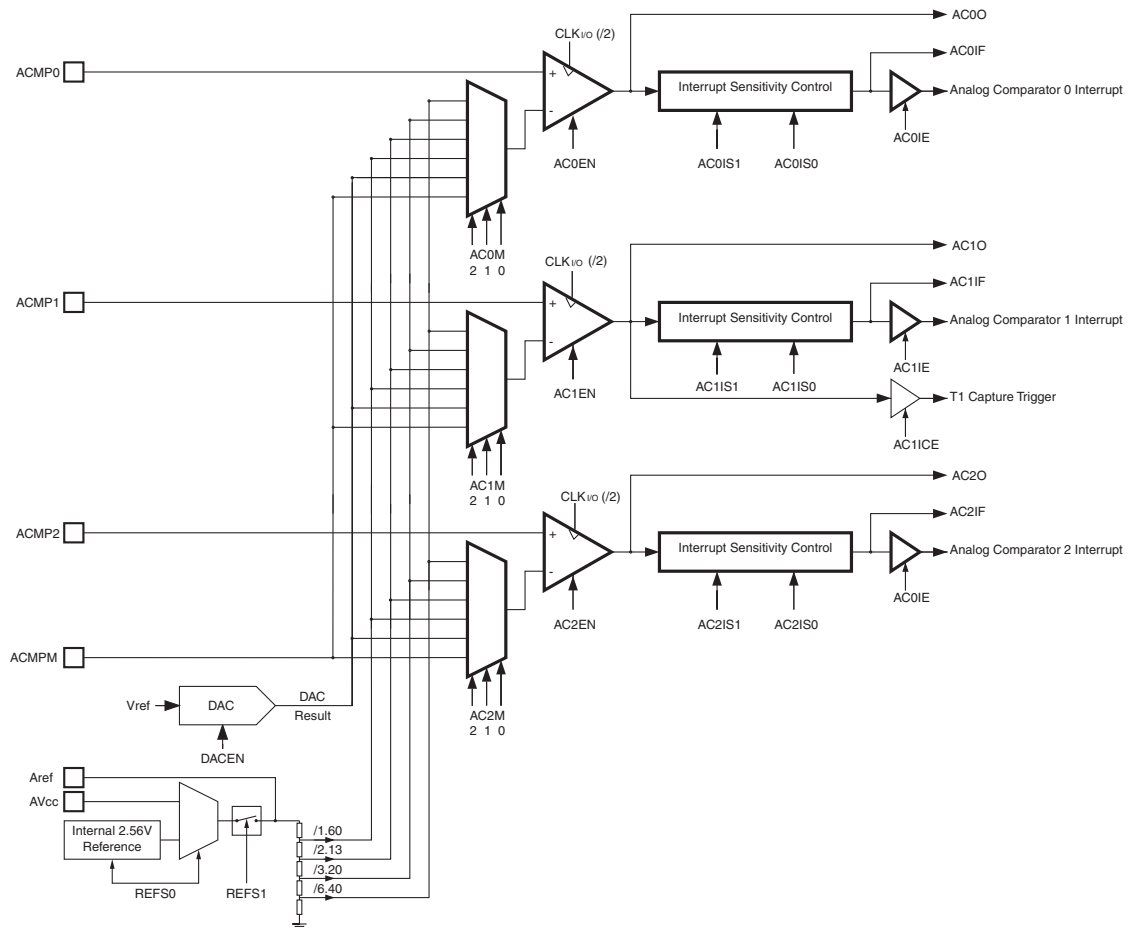 AC0O
CLKI/O (/2)
AC0IF
ACMP0
+
Interrupt Sensitivity Control
Analog Comparator 0 Interrupt
-
AC0IE
AC0EN
AC0IS1
AC0IS0
AC0M
2 1 0
AC1O
CLKI/O (/2)
AC1IF
ACMP1
+
Interrupt Sensitivity Control
Analog Comparator 1 Interrupt
-
AC1IE
AC1EN
AC1IS1
AC1IS0
T1 Capture Trigger
AC1ICE
AC1M
2 1 0
AC2O
CLKI/O (/2)
AC2IF
ACMP2
+
Interrupt Sensitivity Control
Analog Comparator 2 Interrupt
-
AC0IE
AC2EN
AC2IS1
AC2IS0
ACMPM
DAC
Result
Vref
DAC
AC2M
2 1 0
DACEN
Aref
AVcc
Internal 2.56V
Reference
/1.60
/2.13
/3.20
/6.40
REFS0
REFS1